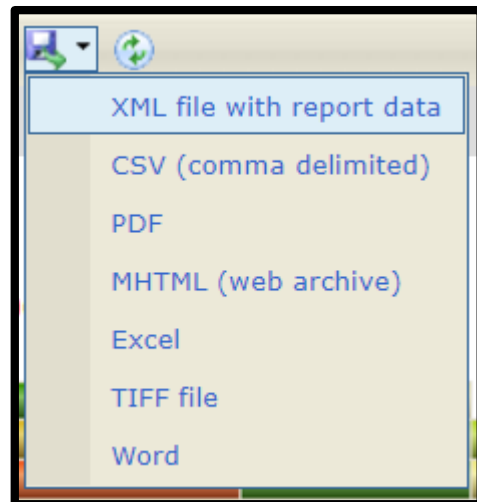 XML file with report data
CSV (comma delimited)
PDF
MHTML (web archive)
Excel
TIFF file
Word